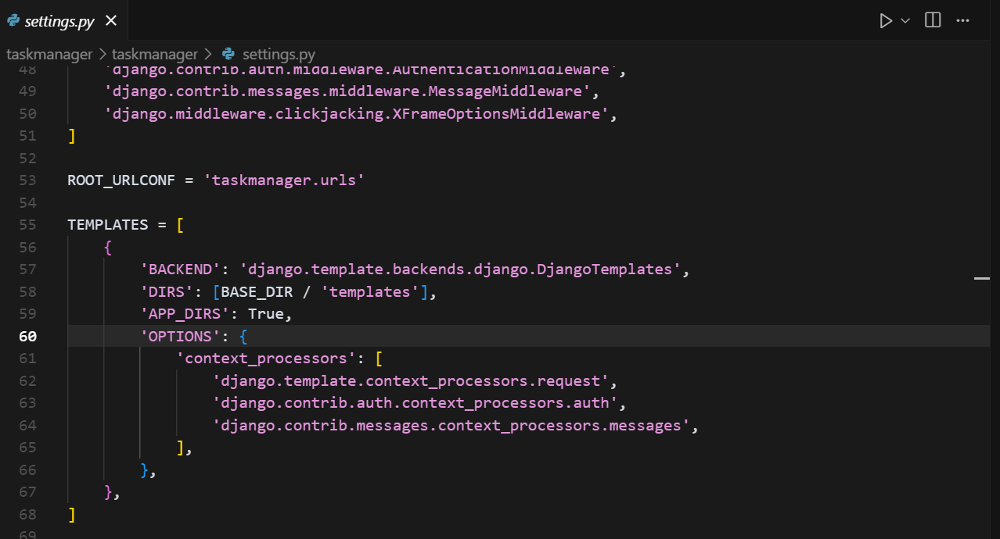 settings.py
taskmanager > taskmanager > settings.py
48 'django.contrib.auth.middleware.AuthenticationMiddleware',
49 'django.contrib.messages.middleware.MessageMiddleware',
50 'django.middleware.clickjacking.XFrameOptionsMiddleware',
51 ]
52
53 ROOT_URLCONF = 'taskmanager.urls'
54
55 TEMPLATES = [
56 {
57 'BACKEND': 'django.template.backends.django.DjangoTemplates',
58 'DIRS': [BASE_DIR / 'templates'],
59 'APP_DIRS': True,
60 'OPTIONS': {
61 'context_processors': [
62 'django.template.context_processors.request',
63 'django.contrib.auth.context_processors.auth',
64 'django.contrib.messages.context_processors.messages',
65 ],
66 },
67 },
68 ]
69